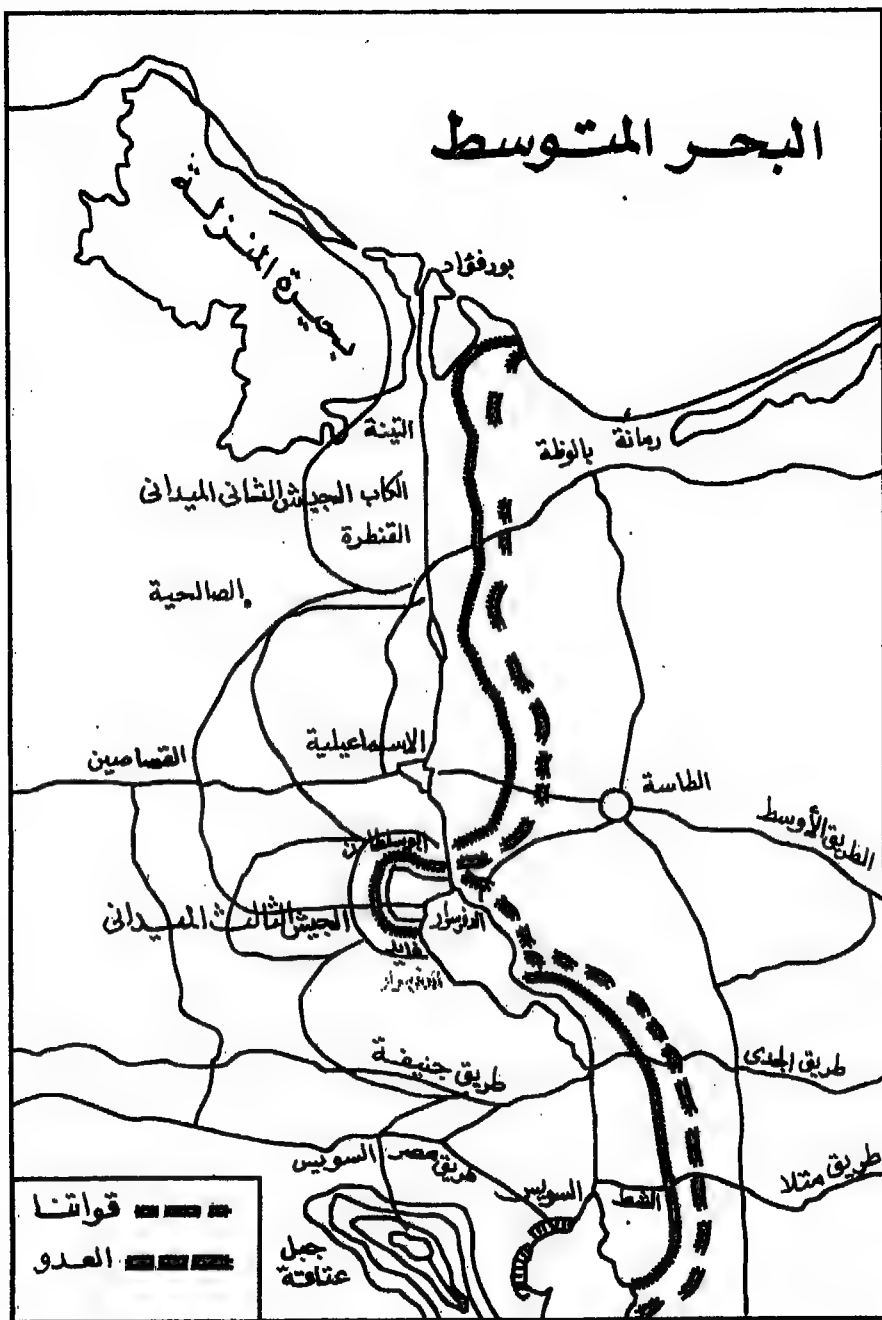 البحر المتوسط
بحيرة المنزلة
بورفؤاد
التينة
رمانة
بالوظة
الكاب الجيش الثانى الميدانى
القنطرة
الصالحية
الاسماعيلية
القصاصين
الطاسة
الطريق الأوسط
ابوسلطان
الجيش الثالث الميدانى
الدفرسوار
فايد
طريق جنيفة
طريق الجدى
طريق مصر السويس
السويس
الشط
طريق متلا
جبل
عتاقة
قواتنا
العدو